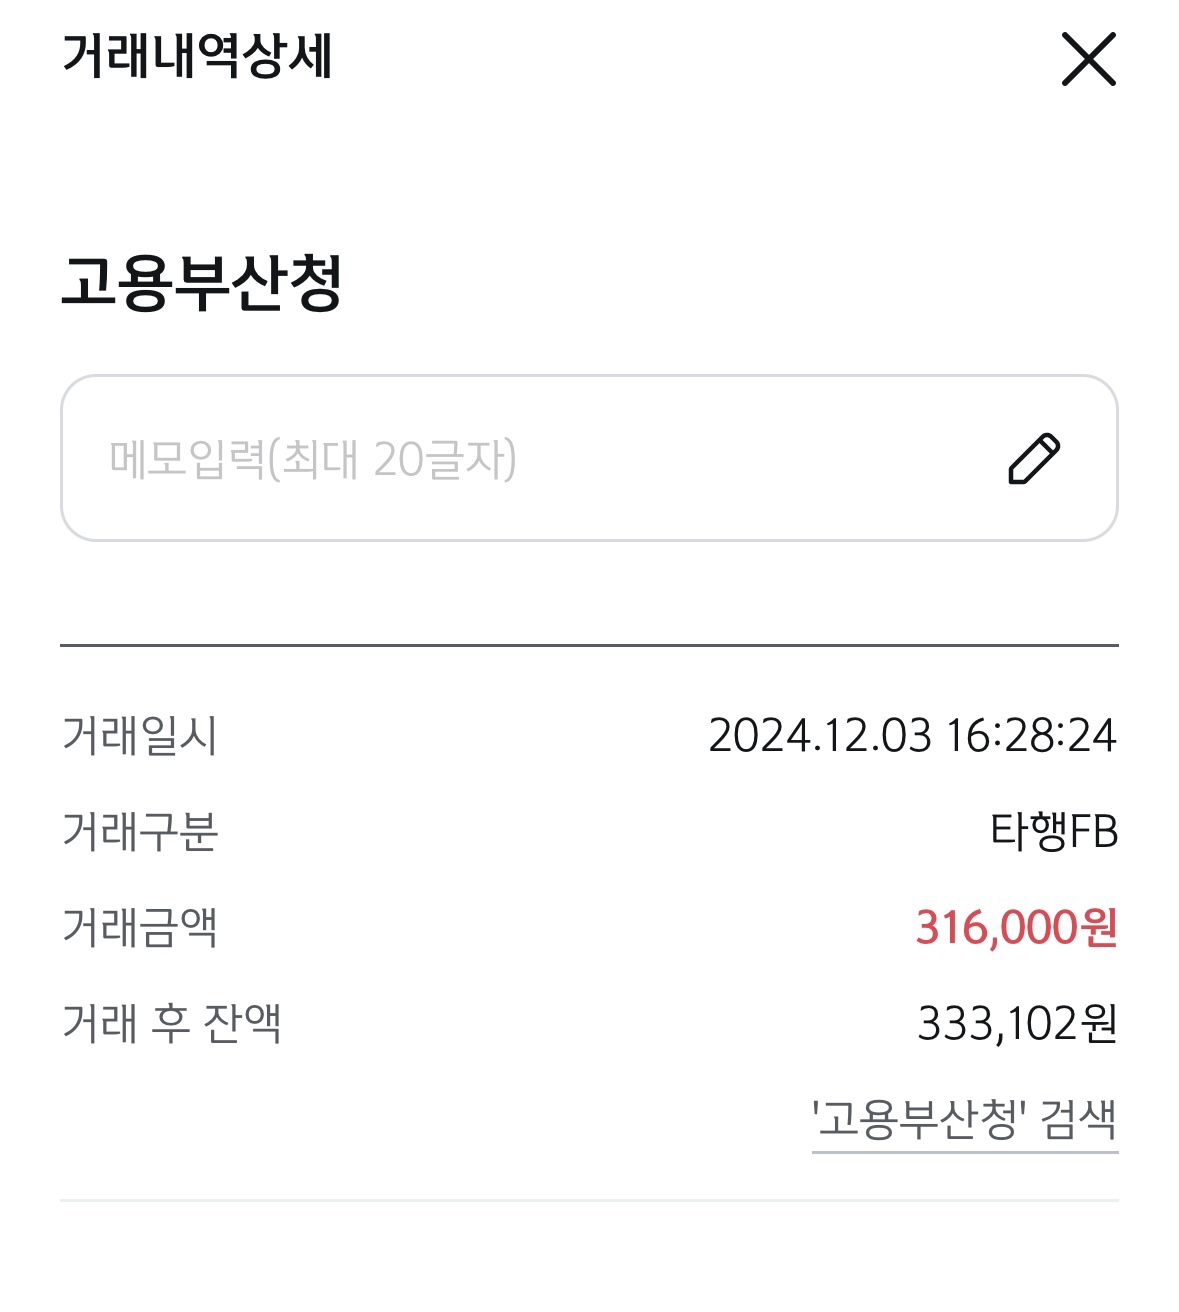 거래내역상세
고용부산청
메모입력(최대 20글자)
거래일시 2024.12.03 16:28:24
거래구분 타행FB
거래금액 316,000원
거래 후 잔액 333,102원
'고용부산청' 검색